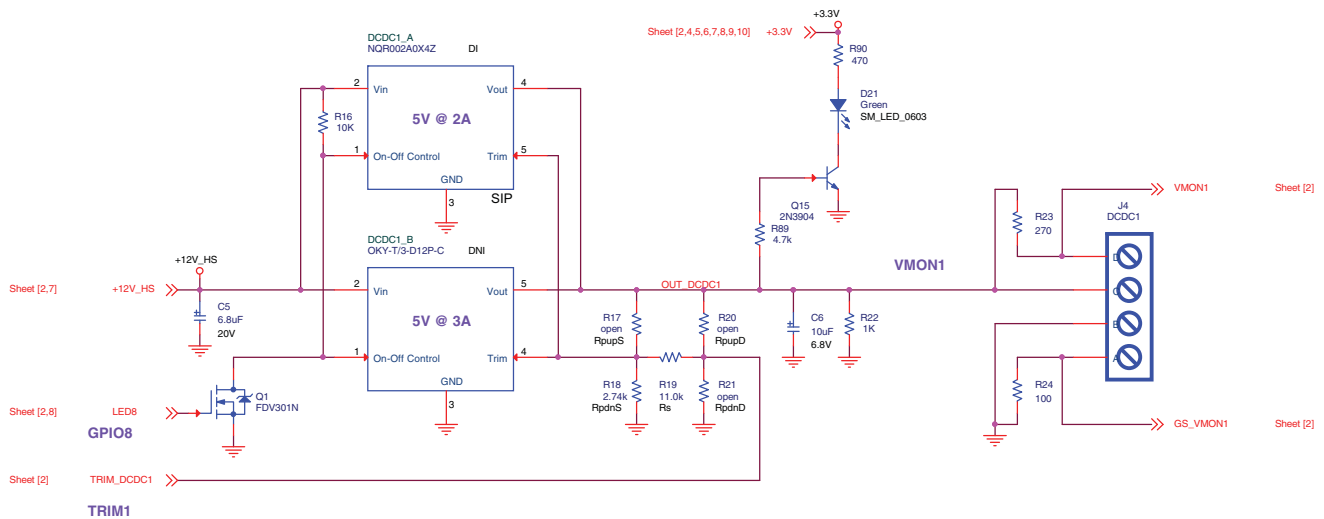 DCDC1_A
NQR002A0X4Z DI
2 Vin Vout 4
5V @ 2A
1 On-Off Control Trim 5
GND
3
SIP
R16
10K
Sheet [2,4,5,6,7,8,9,10] +3.3V
+3.3V
R90
470
D21
Green
SM_LED_0603
Q15
2N3904
R89
4.7k
DCDC1_B
OKY-T/3-D12P-C DNI
2 Vin Vout 5
5V @ 3A
1 On-Off Control Trim 4
GND
3
+12V_HS
Sheet [2,7] +12V_HS
C5
6.8uF
20V
Q1
FDV301N
Sheet [2,8] LED8
GPIO8
Sheet [2] TRIM_DCDC1
TRIM1
OUT_DCDC1
R17
open
RpupS
R20
open
RpupD
R18
2.74k
RpdnS
R19
11.0k
Rs
R21
open
RpdnD
C6
10uF
6.8V
R22
1K
VMON1
R23
270
R24
100
VMON1 Sheet [2]
J4
DCDC1
D
C
B
A
GS_VMON1 Sheet [2]